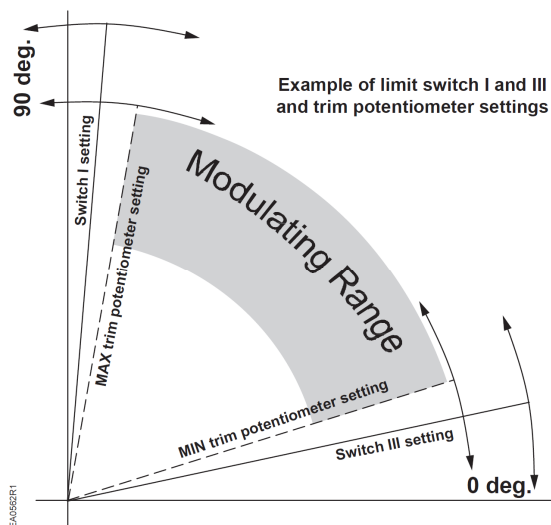 90 deg.
Example of limit switch I and III
and trim potentiometer settings
Switch I setting
MAX trim potentiometer setting
Modulating Range
MIN trim potentiometer setting
Switch III setting
0 deg.
EA0562R1